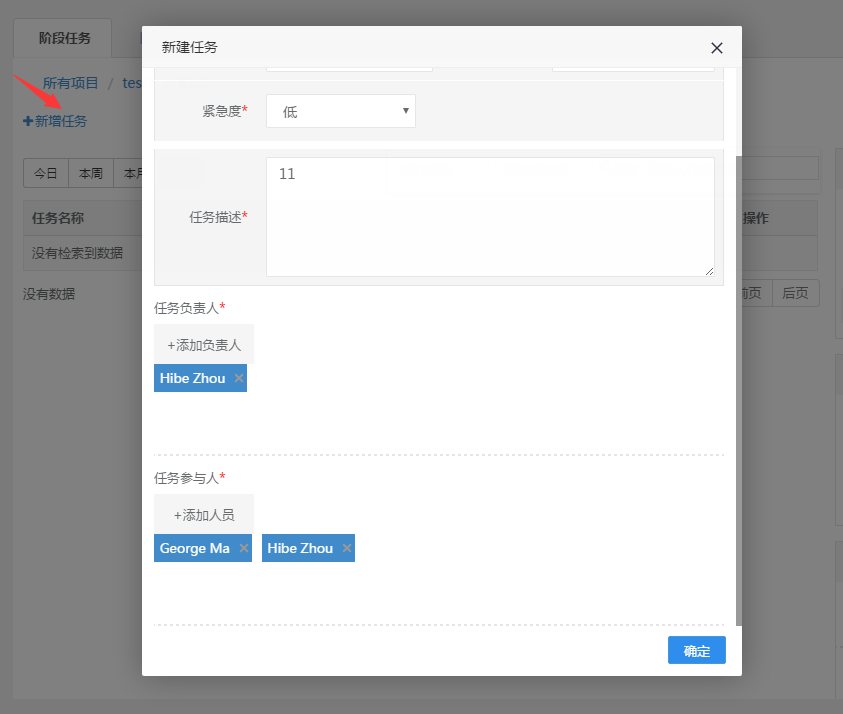 阶段任务
新建任务
所有项目 / tes
+新增任务
紧急度*
低
今日
本周
本
任务描述*
11
任务名称
操作
没有检索到数据
没有数据
前页
后页
任务负责人*
+添加负责人
Hibe Zhou ×
任务参与人*
+添加人员
George Ma ×
Hibe Zhou ×
确定